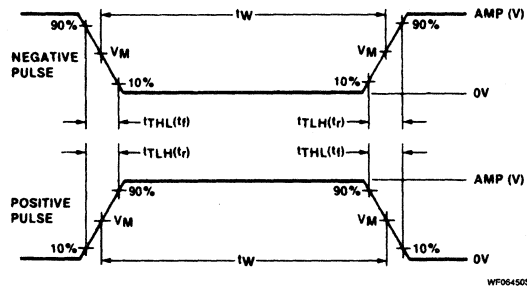 tW
AMP (V)
90%
90%
NEGATIVE
PULSE
VM
VM
10%
10%
0V
tTHL(tf)
tTLH(tr)
tTLH(tr)
tTHL(tf)
AMP (V)
90%
90%
POSITIVE
PULSE
VM
VM
10%
10%
0V
tW
WF06450S